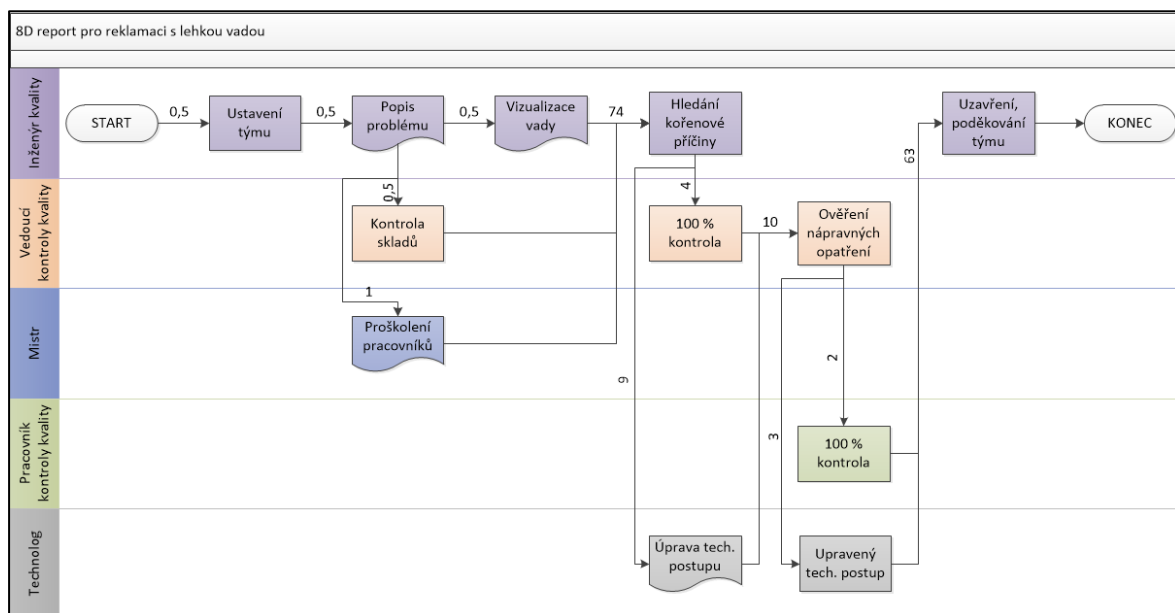 8D report pro reklamaci s lehkou vadou
Inženýr kvality
START
0,5
Ustavení
týmu
0,5
Popis
problému
0,5
Vizualizace
vady
74
Hledání
kořenové
příčiny
Uzavření,
poděkování
týmu
KONEC
63
Vedoucí
kontroly kvality
0,5
Kontrola
skladů
4
100 %
kontrola
10
Ověření
nápravných
opatření
Mistr
1
Proškolení
pracovníků
9
2
Pracovník
kontroly kvality
3
100 %
kontrola
Technolog
Úprava tech.
postupu
Upravený
tech. postup